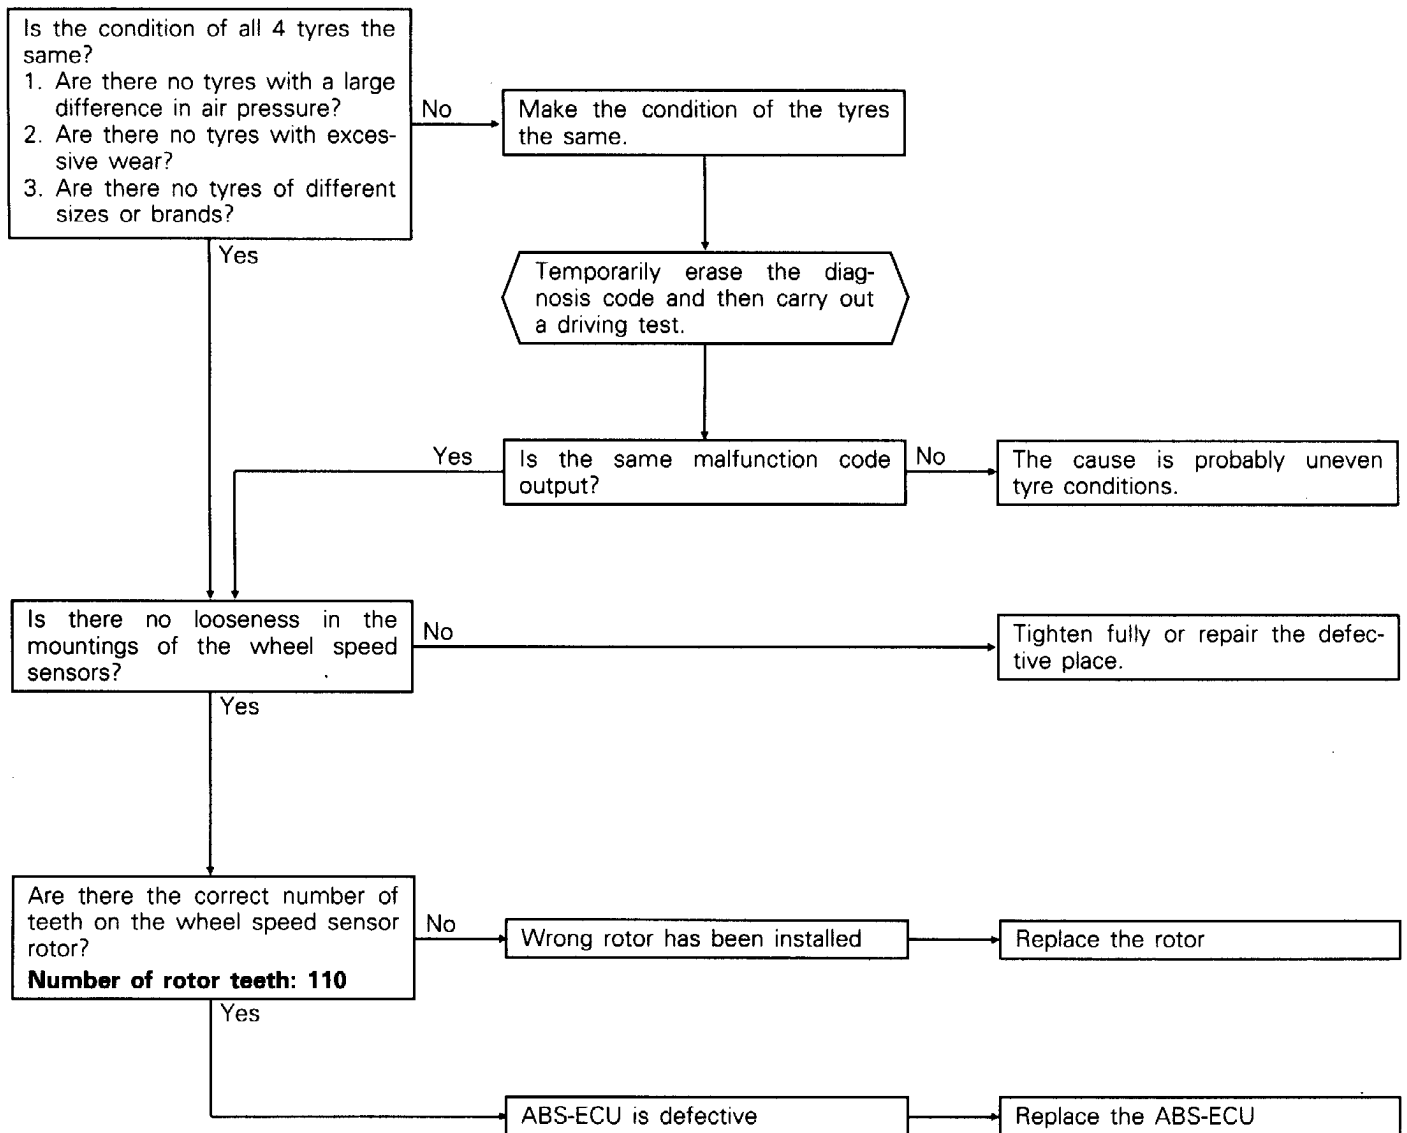 Is the condition of all 4 tyres the
same?
1. Are there no tyres with a large
difference in air pressure?
2. Are there no tyres with exces-
sive wear?
3. Are there no tyres of different
sizes or brands?
No
Make the condition of the tyres
the same.
Yes
Temporarily erase the diag-
nosis code and then carry out
a driving test.
Yes
Is the same malfunction code
output?
No
The cause is probably uneven
tyre conditions.
Is there no looseness in the
mountings of the wheel speed
sensors?
No
Tighten fully or repair the defec-
tive place.
Yes
Are there the correct number of
teeth on the wheel speed sensor
rotor?
Number of rotor teeth: 110
No
Wrong rotor has been installed
Replace the rotor
Yes
ABS-ECU is defective
Replace the ABS-ECU